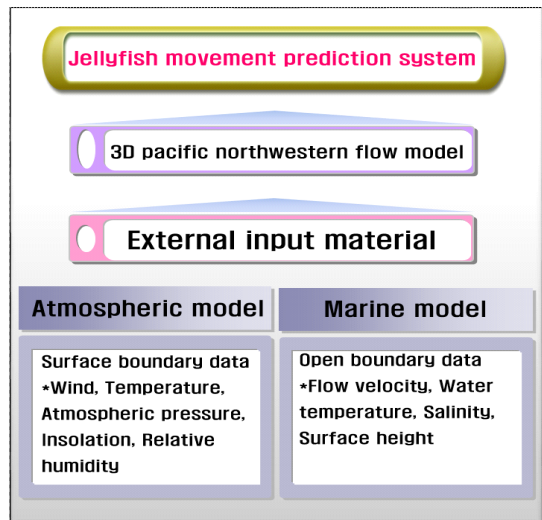 Jellyfish movement prediction system
3D pacific northwestern flow model
External input material
Atmospheric model
Marine model
Surface boundary data
*Wind, Temperature,
Atmospheric pressure,
Insolation, Relative
humidity
Open boundary data
*Flow velocity, Water
temperature, Salinity,
Surface height